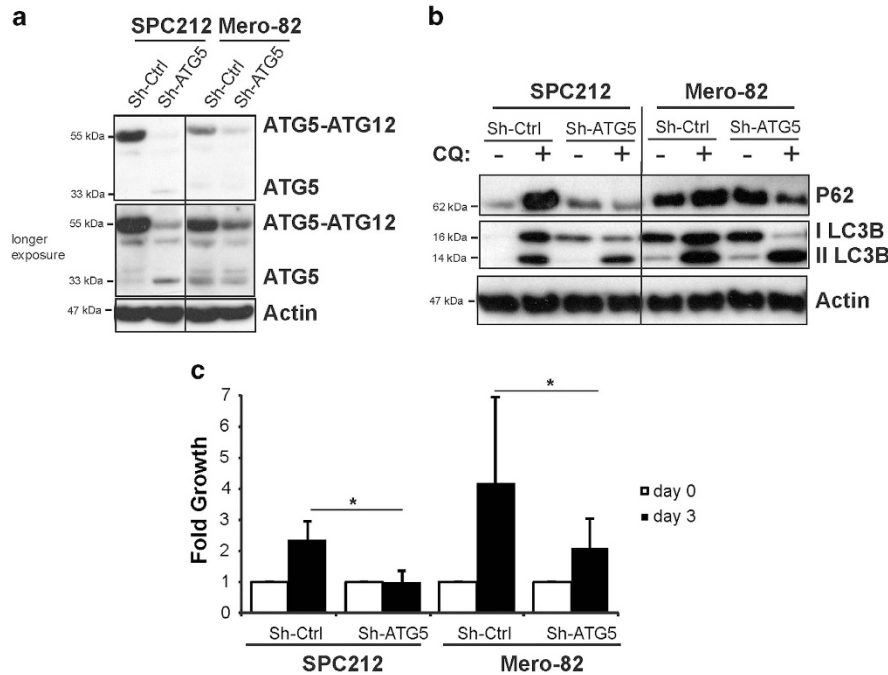 a
SPC212 Mero-82
Sh-Ctrl Sh-ATG5 Sh-Ctrl Sh-ATG5
55 kDa ATG5-ATG12
33 kDa ATG5
longer exposure
55 kDa ATG5-ATG12
33 kDa ATG5
47 kDa Actin
b
SPC212 Mero-82
Sh-Ctrl Sh-ATG5 Sh-Ctrl Sh-ATG5
CQ: - + - + - + - +
62 kDa P62
16 kDa I LC3B
14 kDa II LC3B
47 kDa Actin
c
Fold Growth
7
6
5
4
3
2
1
0
* *
day 0
day 3
Sh-Ctrl Sh-ATG5 Sh-Ctrl Sh-ATG5
SPC212 Mero-82